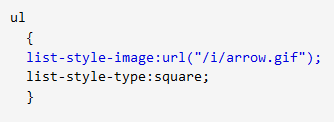 ul
{
list-style-image:url("/i/arrow.gif");
list-style-type:square;
}